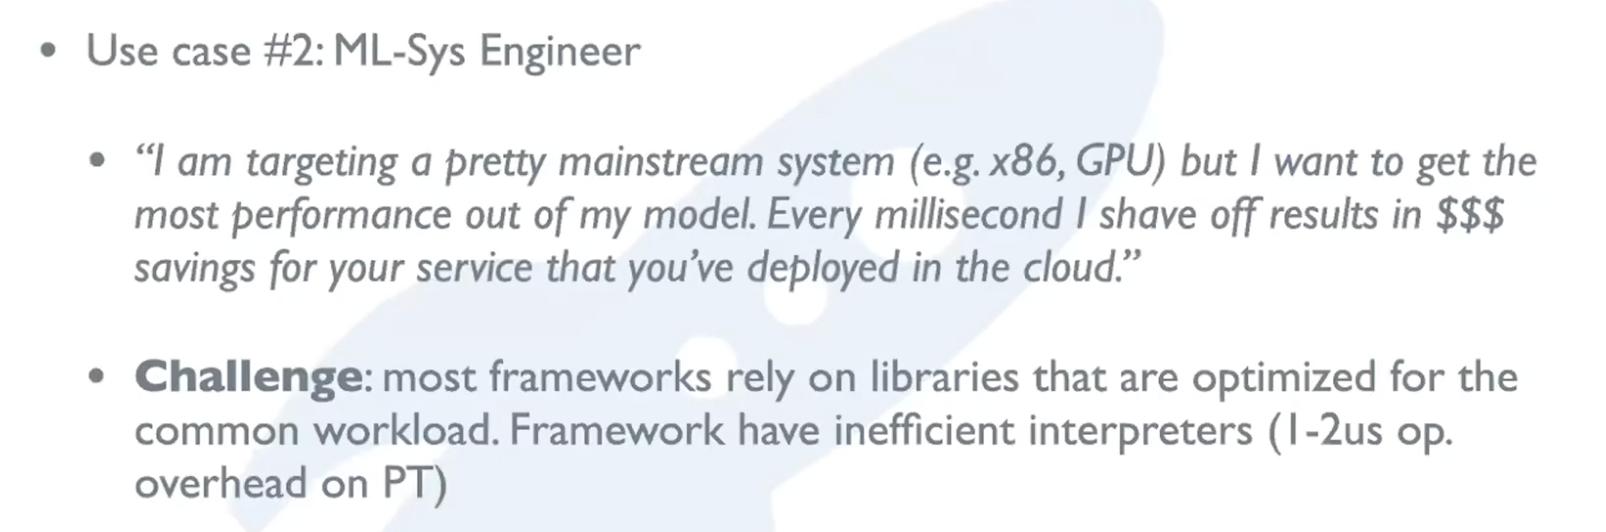 • Use case #2: ML-Sys Engineer
• “I am targeting a pretty mainstream system (e.g. x86, GPU) but I want to get the
most performance out of my model. Every millisecond I shave off results in $$$
savings for your service that you’ve deployed in the cloud.”
• Challenge: most frameworks rely on libraries that are optimized for the
common workload. Framework have inefficient interpreters (1-2us op.
overhead on PT)